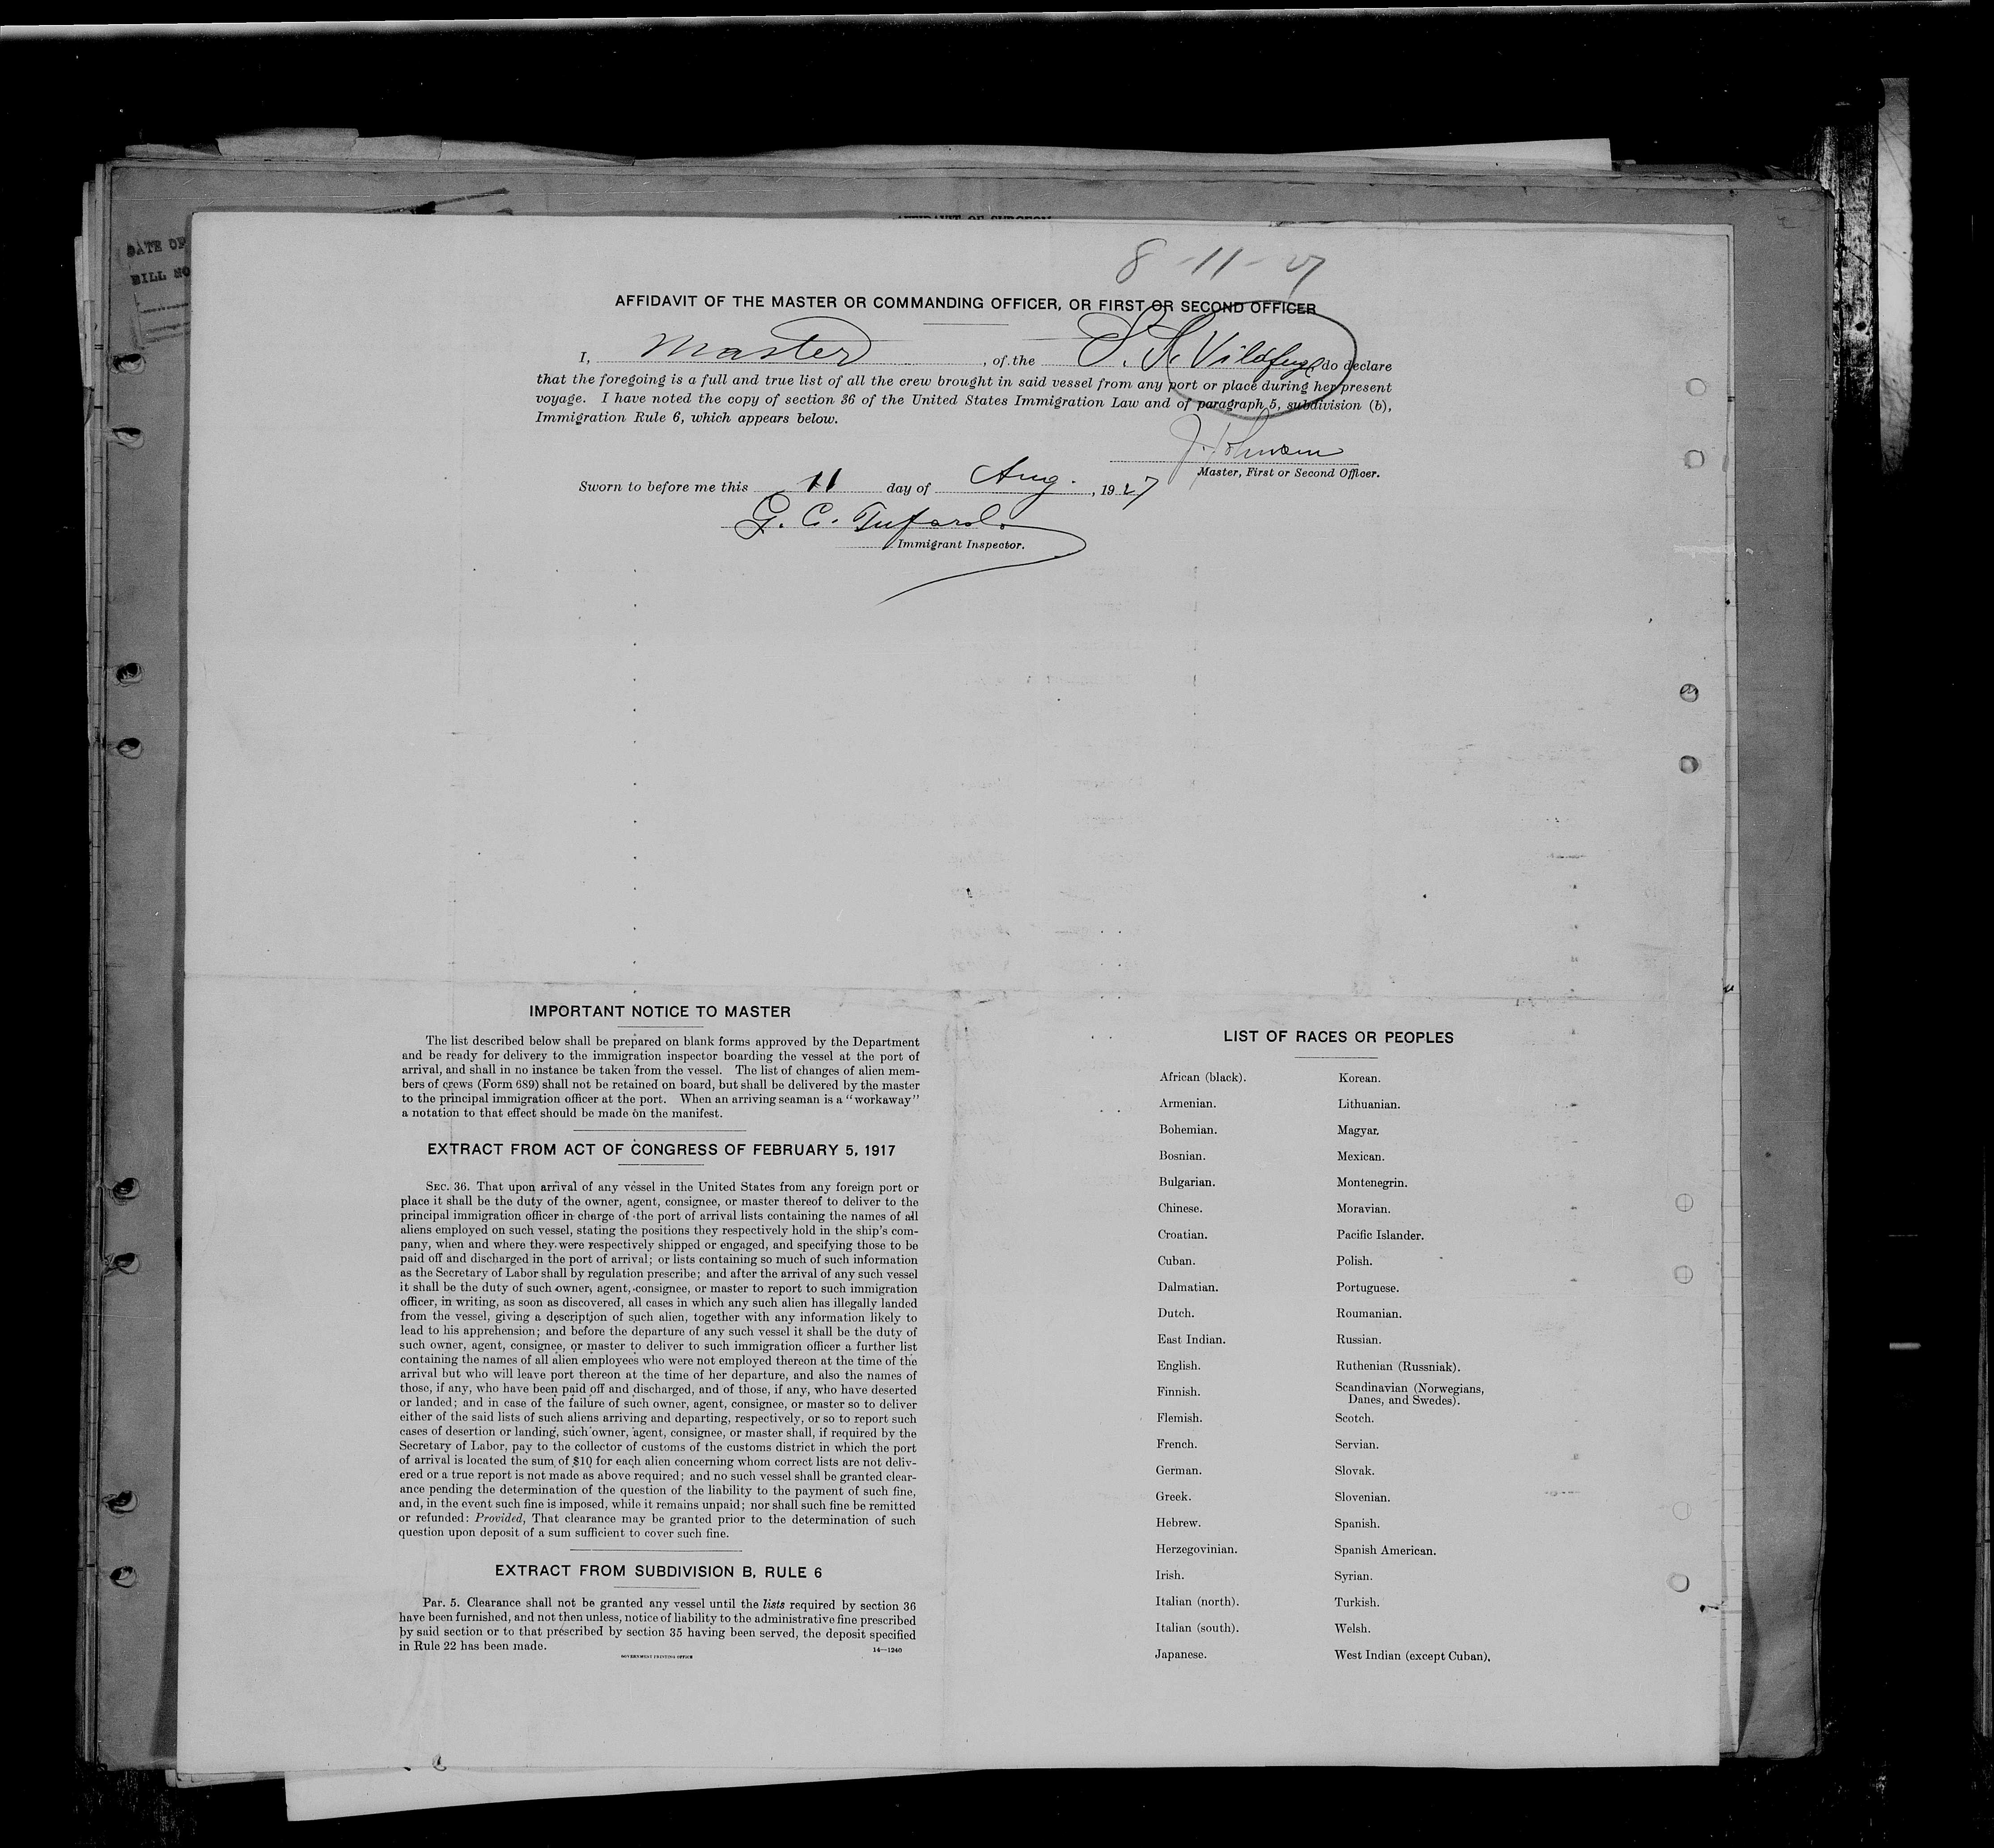 DATE OF
BILL NO
AFFIDAVIT OF SURGEON
8-11-27
AFFIDAVIT OF THE MASTER OR COMMANDING OFFICER, OR FIRST OR SECOND OFFICER
I, Master, of the S.S. Vildfugl do declare
that the foregoing is a full and true list of all the crew brought in said vessel from any port or place during her present
voyage. I have noted the copy of section 36 of the United States Immigration Law and of paragraph 5, subdivision (b),
Immigration Rule 6, which appears below.
Master, First or Second Officer.
Sworn to before me this 11 day of Aug., 1927
G. C.
Immigrant Inspector.
IMPORTANT NOTICE TO MASTER
The list described below shall be prepared on blank forms approved by the Department
and be ready for delivery to the immigration inspector boarding the vessel at the port of
arrival, and shall in no instance be taken from the vessel. The list of changes of alien mem-
bers of crews (Form 689) shall not be retained on board, but shall be delivered by the master
to the principal immigration officer at the port. When an arriving seaman is a "workaway"
a notation to that effect should be made on the manifest.
EXTRACT FROM ACT OF CONGRESS OF FEBRUARY 5, 1917
SEC. 36. That upon arrival of any vessel in the United States from any foreign port or
place it shall be the duty of the owner, agent, consignee, or master thereof to deliver to the
principal immigration officer in charge of the port of arrival lists containing the names of all
aliens employed on such vessel, stating the positions they respectively hold in the ship's com-
pany, when and where they were respectively shipped or engaged, and specifying those to be
paid off and discharged in the port of arrival; or lists containing so much of such information
as the Secretary of Labor shall by regulation prescribe; and after the arrival of any such vessel
it shall be the duty of such owner, agent, consignee, or master to report to such immigration
officer, in writing, as soon as discovered, all cases in which any such alien has illegally landed
from the vessel, giving a description of such alien, together with any information likely to
lead to his apprehension; and before the departure of any such vessel it shall be the duty of
such owner, agent, consignee, or master to deliver to such immigration officer a further list
containing the names of all alien employees who were not employed thereon at the time of the
arrival but who will leave port thereon at the time of her departure, and also the names of
those, if any, who have been paid off and discharged, and of those, if any, who have deserted
or landed; and in case of the failure of such owner, agent, consignee, or master so to deliver
either of the said lists of such aliens arriving and departing, respectively, or so to report such
cases of desertion or landing, such owner, agent, consignee, or master shall, if required by the
Secretary of Labor, pay to the collector of customs of the customs district in which the port
of arrival is located the sum of $10 for each alien concerning whom correct lists are not deliv-
ered or a true report is not made as above required; and no such vessel shall be granted clear-
ance pending the determination of the question of the liability to the payment of such fine,
and, in the event such fine is imposed, while it remains unpaid; nor shall such fine be remitted
or refunded: Provided, That clearance may be granted prior to the determination of such
question upon deposit of a sum sufficient to cover such fine.
EXTRACT FROM SUBDIVISION B, RULE 6
Par. 5. Clearance shall not be granted any vessel until the lists required by section 36
have been furnished, and not then unless, notice of liability to the administrative fine prescribed
by said section or to that prescribed by section 35 having been served, the deposit specified
in Rule 22 has been made.
14—1240
GOVERNMENT PRINTING OFFICE
LIST OF RACES OR PEOPLES
African (black).
Armenian.
Bohemian.
Bosnian.
Bulgarian.
Chinese.
Croatian.
Cuban.
Dalmatian.
Dutch.
East Indian.
English.
Finnish.
Flemish.
French.
German.
Greek.
Hebrew.
Herzegovinian.
Irish.
Italian (north).
Italian (south).
Japanese.
Korean.
Lithuanian.
Magyar.
Mexican.
Montenegrin.
Moravian.
Pacific Islander.
Polish.
Portuguese.
Roumanian.
Russian.
Ruthenian (Russniak).
Scandinavian (Norwegians,
Danes, and Swedes).
Scotch.
Servian.
Slovak.
Slovenian.
Spanish.
Spanish American.
Syrian.
Turkish.
Welsh.
West Indian (except Cuban).